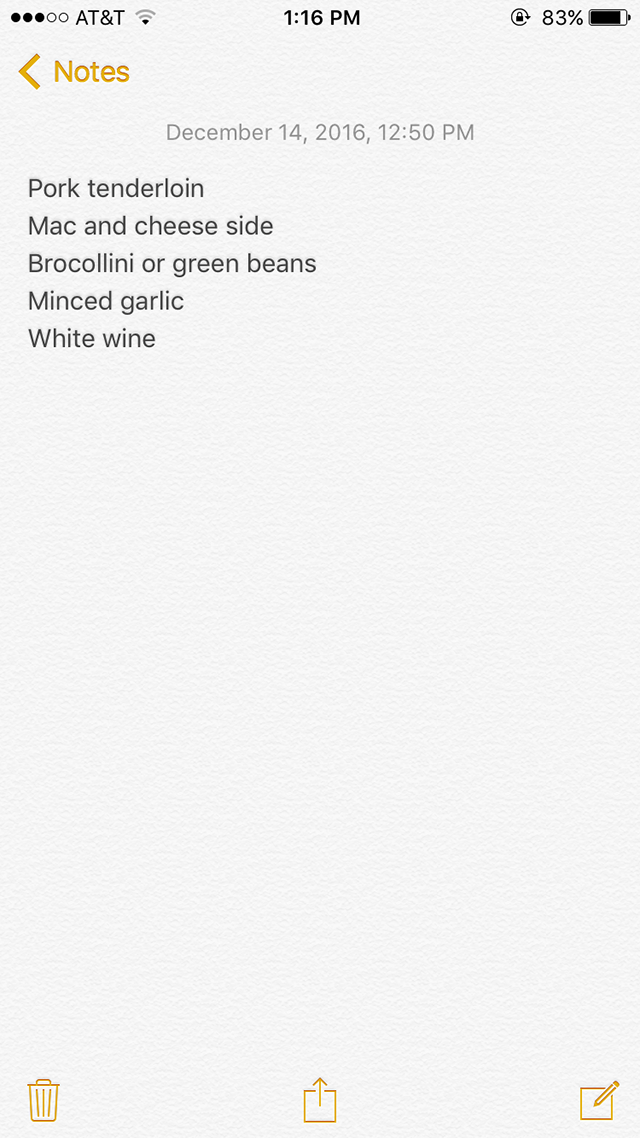 AT&T 1:16 PM 83%
Notes
December 14, 2016, 12:50 PM
Pork tenderloin
Mac and cheese side
Brocollini or green beans
Minced garlic
White wine